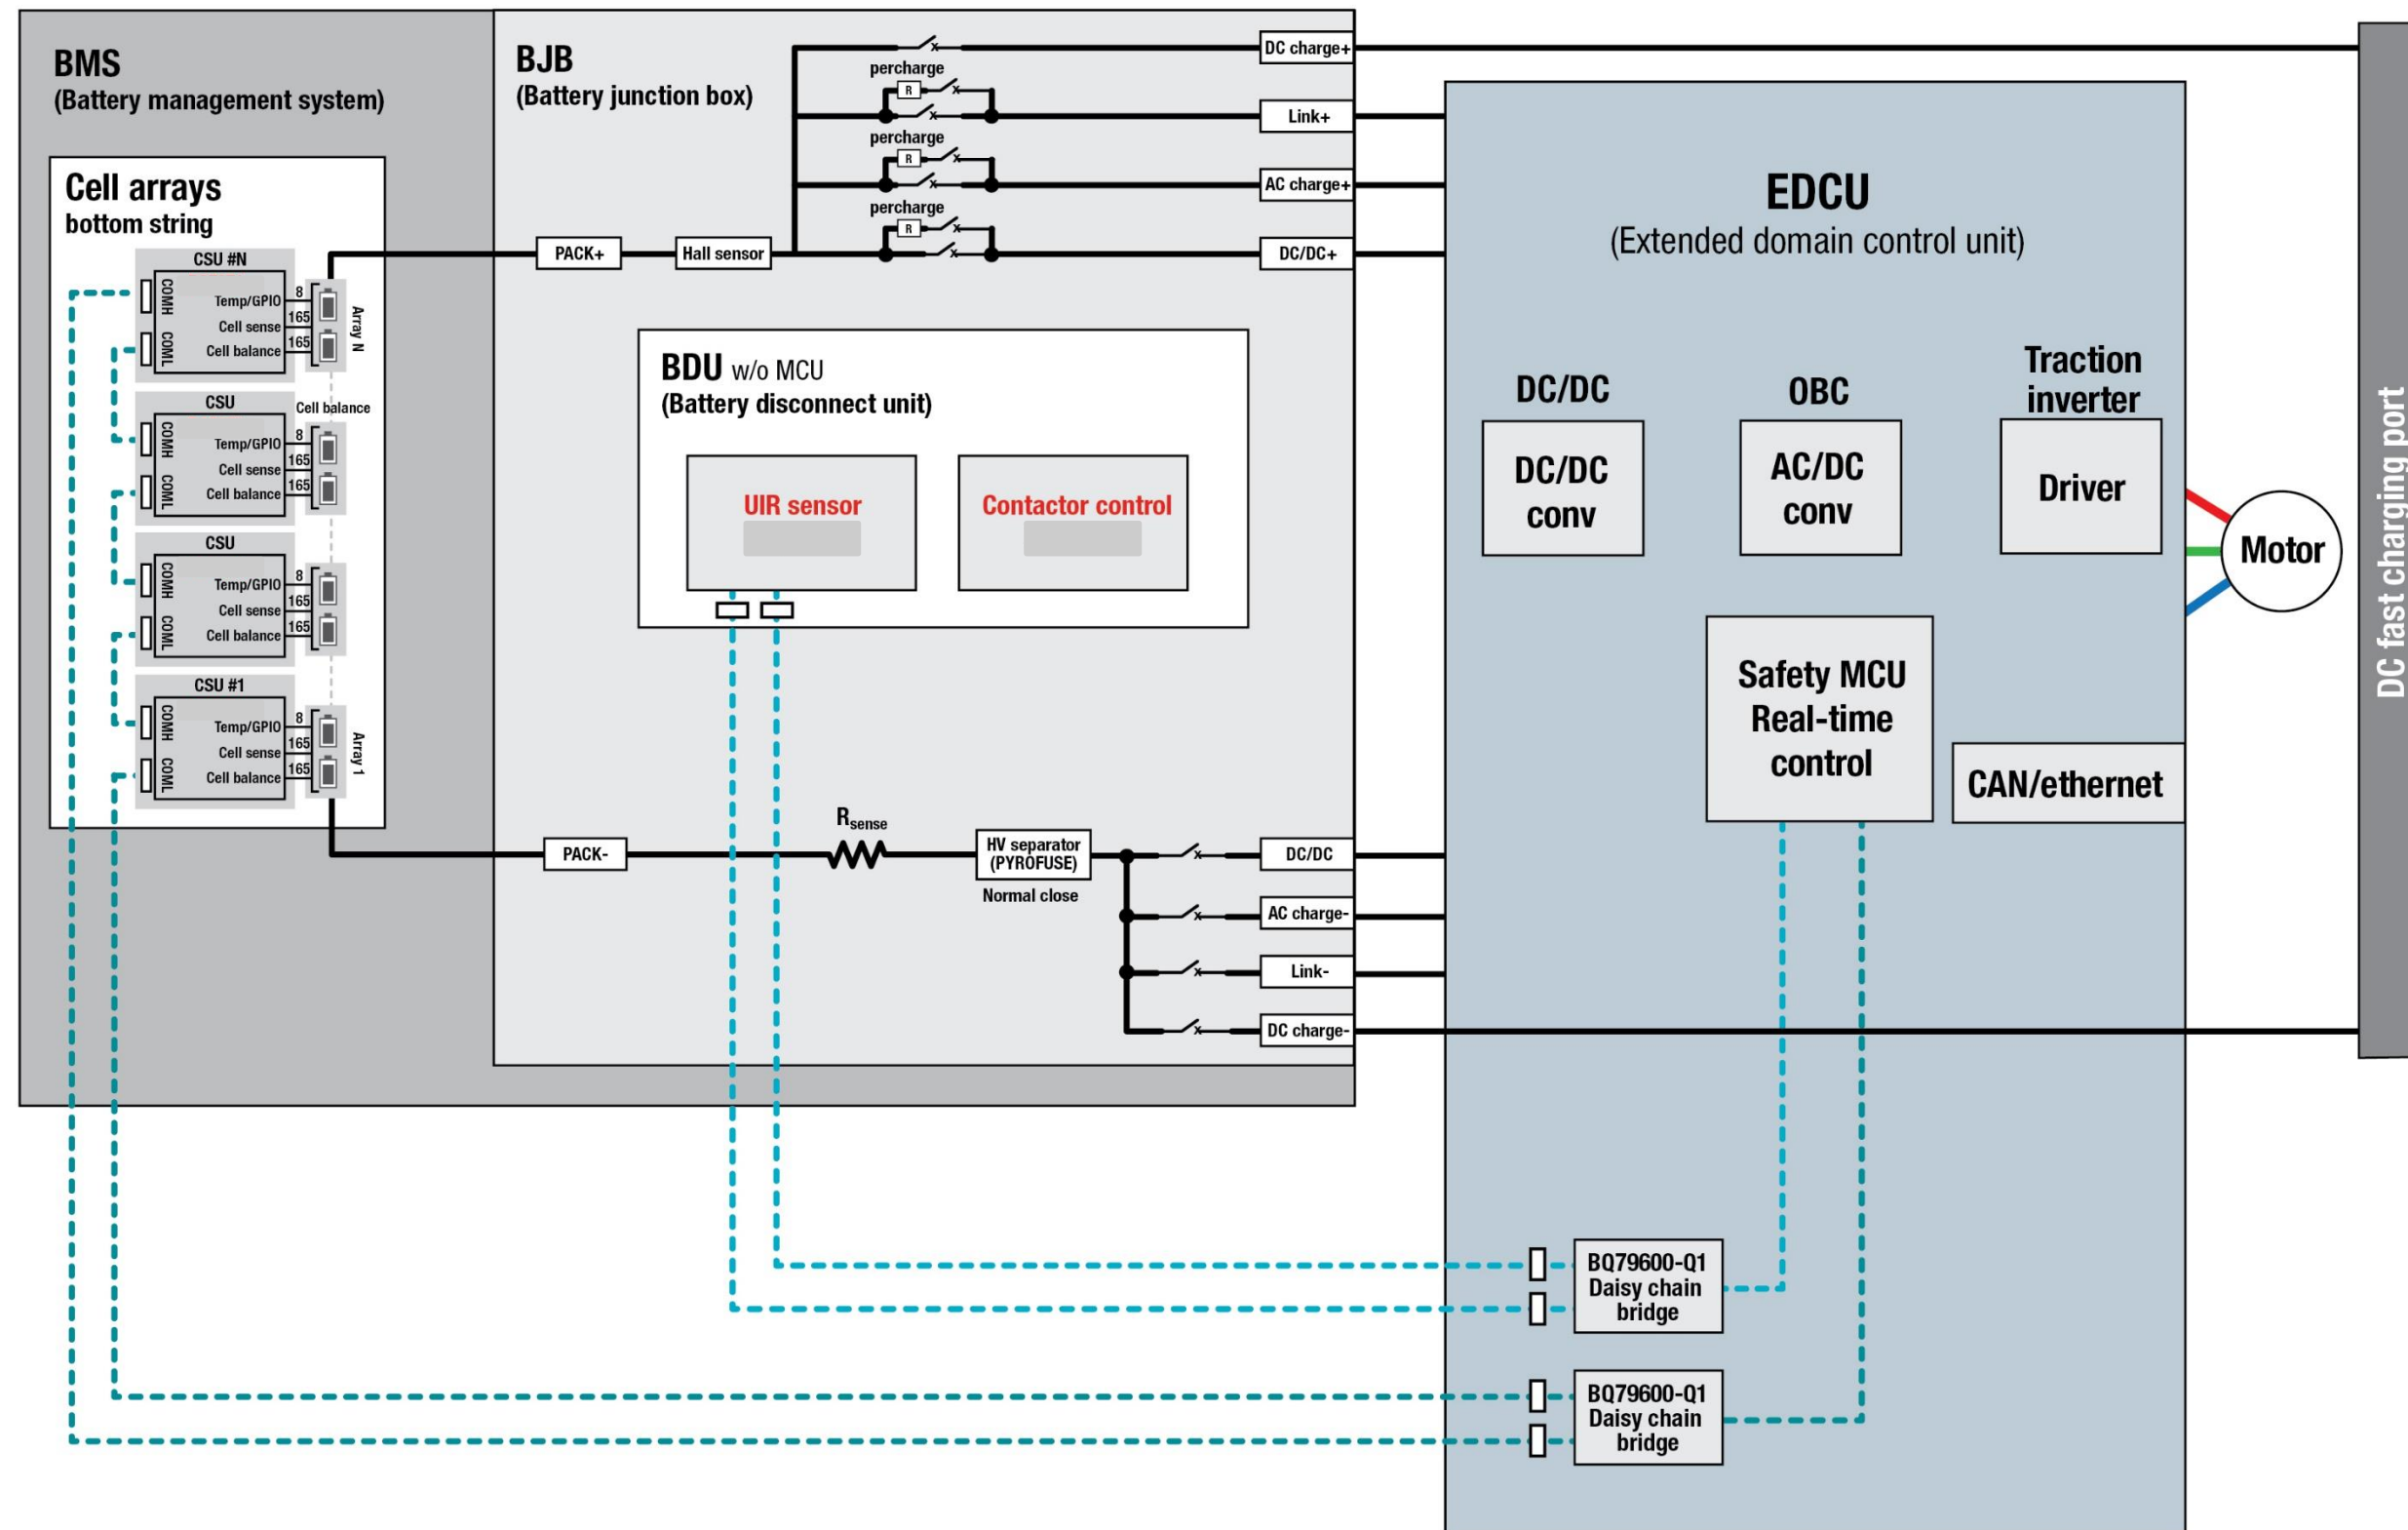 BMS
(Battery management system)
Cell arrays
bottom string
CSU #N
COMH
COML
Temp/GPIO
8
Cell sense
165
Cell balance
165
Array N
CSU
Cell balance
COMH
COML
Temp/GPIO
8
Cell sense
165
Cell balance
165
CSU
COMH
COML
Temp/GPIO
8
Cell sense
165
Cell balance
165
CSU #1
COMH
COML
Temp/GPIO
8
Cell sense
165
Cell balance
165
Array 1
BJB
(Battery junction box)
DC charge+
percharge
R
Link+
percharge
R
AC charge+
percharge
R
PACK+
Hall sensor
DC/DC+
BDU w/o MCU
(Battery disconnect unit)
UIR sensor
Contactor control
PACK-
Rsense
HV separator
(PYROFUSE)
Normal close
DC/DC
AC charge-
Link-
DC charge-
EDCU
(Extended domain control unit)
DC/DC
DC/DC
conv
OBC
AC/DC
conv
Traction
inverter
Driver
Motor
Safety MCU
Real-time
control
CAN/ethernet
BQ79600-Q1
Daisy chain
bridge
BQ79600-Q1
Daisy chain
bridge
DC fast charging port